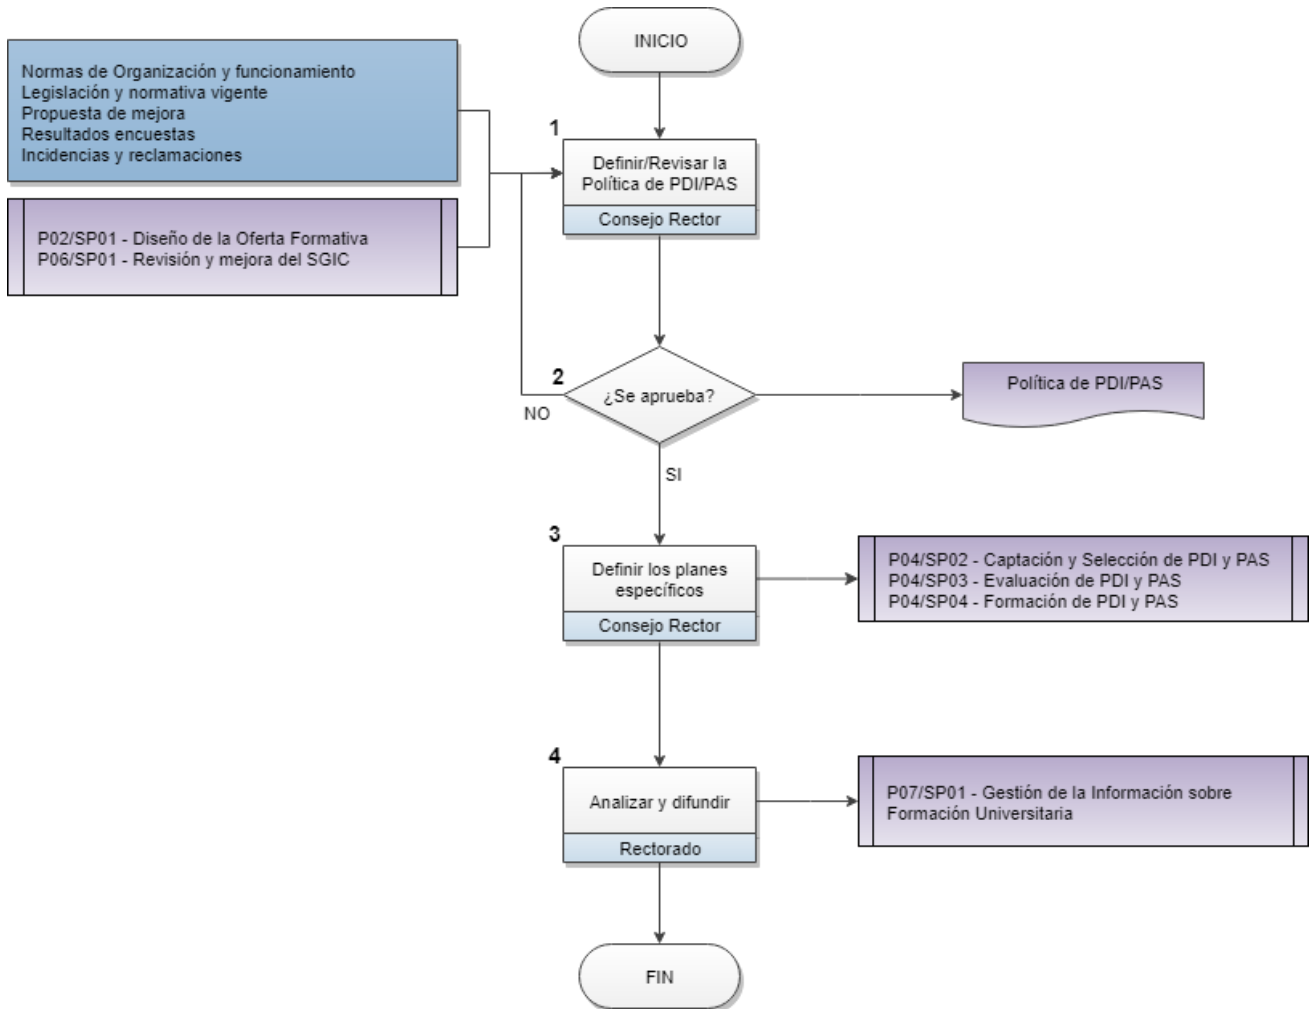 INICIO
Normas de Organización y funcionamiento
Legislación y normativa vigente
Propuesta de mejora
Resultados encuestas
Incidencias y reclamaciones
1
Definir/Revisar la
Política de PDI/PAS
Consejo Rector
P02/SP01 - Diseño de la Oferta Formativa
P06/SP01 - Revisión y mejora del SGIC
2
¿Se aprueba?
NO
SI
Política de PDI/PAS
3
Definir los planes
específicos
Consejo Rector
P04/SP02 - Captación y Selección de PDI y PAS
P04/SP03 - Evaluación de PDI y PAS
P04/SP04 - Formación de PDI y PAS
4
Analizar y difundir
Rectorado
P07/SP01 - Gestión de la Información sobre
Formación Universitaria
FIN